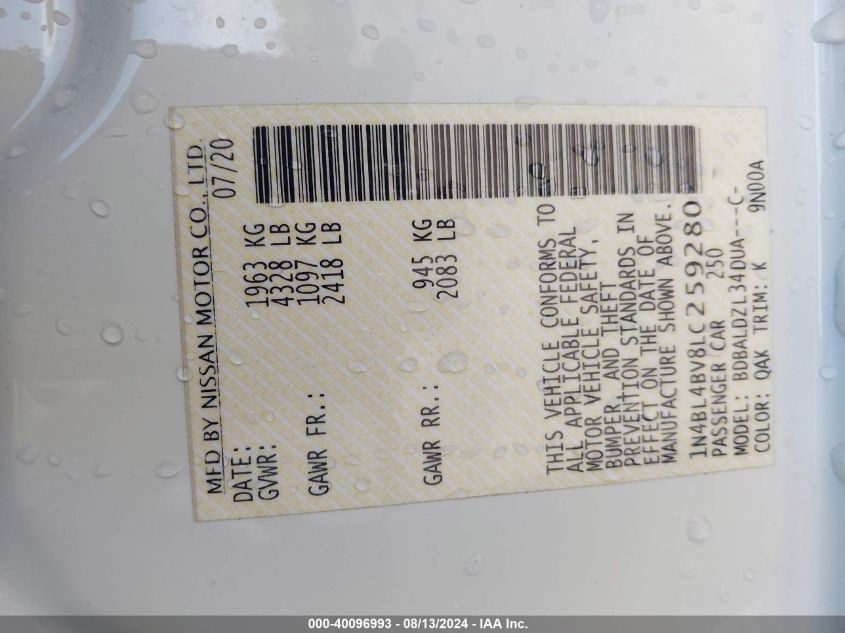 MFD BY NISSAN MOTOR CO., LTD.
DATE: 07/20
GVWR: 1963 KG
4328 LB
GAWR FR.: 1097 KG
2418 LB
GAWR RR.: 945 KG
2083 LB
THIS VEHICLE CONFORMS TO
ALL APPLICABLE FEDERAL
MOTOR VEHICLE SAFETY,
BUMPER, AND THEFT
PREVENTION STANDARDS IN
EFFECT ON THE DATE OF
MANUFACTURE SHOWN ABOVE.
1N4BL4BV8LC259280
PASSENGER CAR 250
MODEL: BDBALDZL34DUA---C-
COLOR: QAK TRIM: K 9N00A
000-40096993 - 08/13/2024 - IAA Inc.